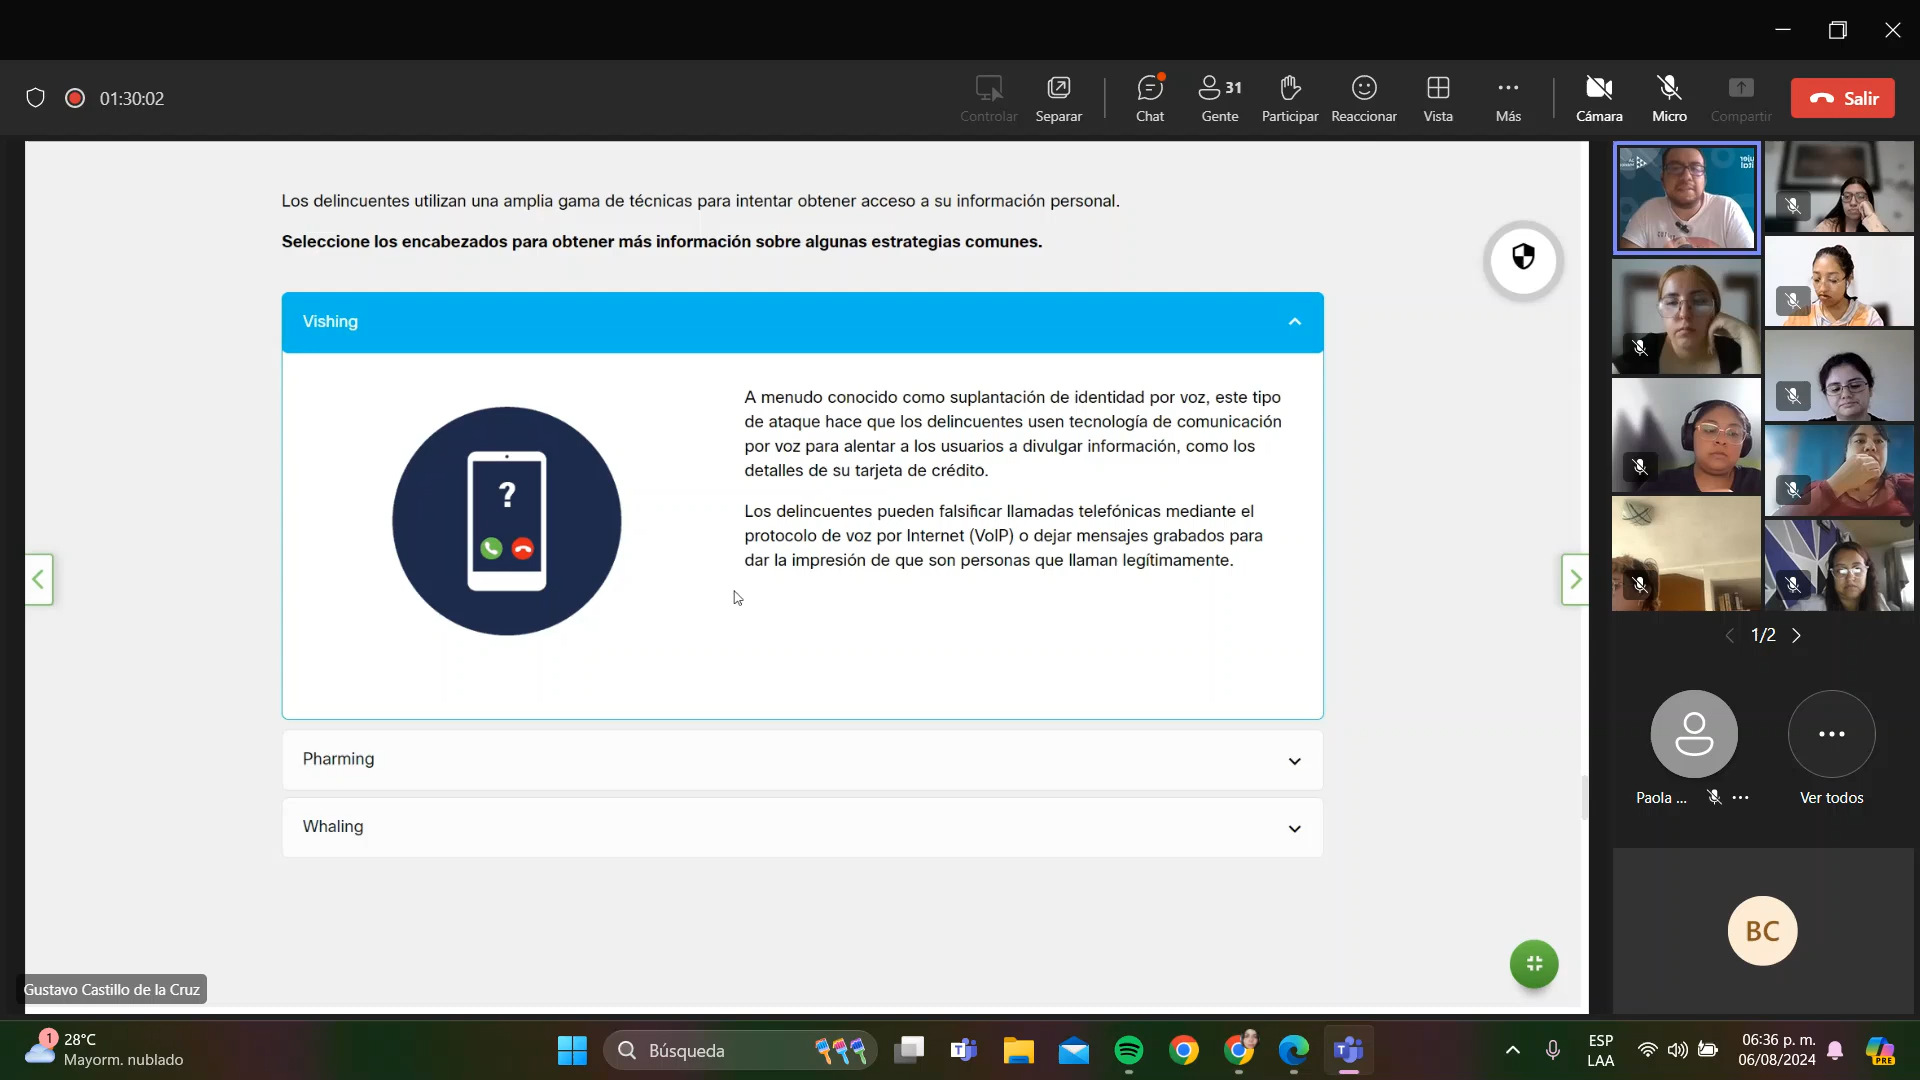 01:30:02
Controlar
Separar
Chat
31
Gente
Participar
Reaccionar
Vista
Más
Cámara
Micro
Compartir
Salir
Los delincuentes utilizan una amplia gama de técnicas para intentar obtener acceso a su información personal.
Seleccione los encabezados para obtener más información sobre algunas estrategias comunes.
Vishing
A menudo conocido como suplantación de identidad por voz, este tipo
de ataque hace que los delincuentes usen tecnología de comunicación
por voz para alentar a los usuarios a divulgar información, como los
detalles de su tarjeta de crédito.
Los delincuentes pueden falsificar llamadas telefónicas mediante el
protocolo de voz por Internet (VoIP) o dejar mensajes grabados para
dar la impresión de que son personas que llaman legítimamente.
?
Pharming
Whaling
Gustavo Castillo de la Cruz
1/2
Paola ...
Ver todos
BC
1
28°C
Mayorm. nublado
Búsqueda
ESP
LAA
06:36 p. m.
06/08/2024
PRE